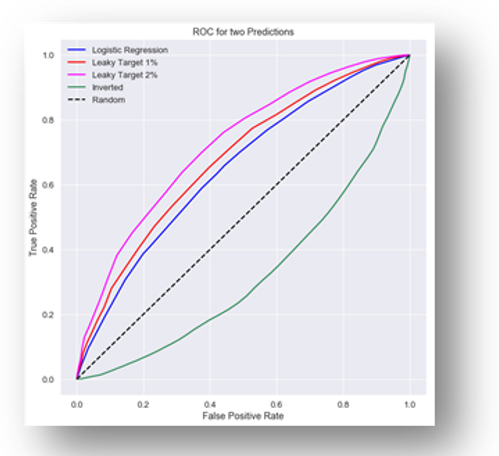 ROC for two Predictions
Logistic Regression
Leaky Target 1%
Leaky Target 2%
Inverted
Random
1.0
0.8
0.6
0.4
0.2
0.0
True Positive Rate
0.0 0.2 0.4 0.6 0.8 1.0
False Positive Rate